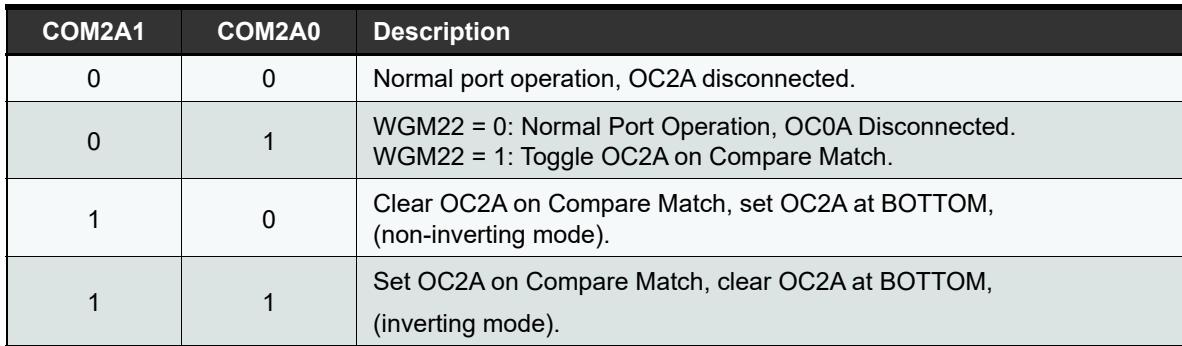 COM2A1 COM2A0 Description
0 0 Normal port operation, OC2A disconnected.
0 1 WGM22 = 0: Normal Port Operation, OC0A Disconnected.
WGM22 = 1: Toggle OC2A on Compare Match.
1 0 Clear OC2A on Compare Match, set OC2A at BOTTOM,
(non-inverting mode).
1 1 Set OC2A on Compare Match, clear OC2A at BOTTOM,
(inverting mode).